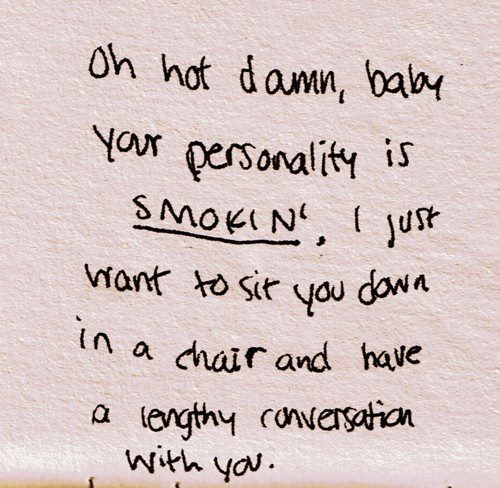 Oh hot damn, baby
your personality is
SMOKIN'. I just
want to sit you down
in a chair and have
a lengthy conversation
with you.